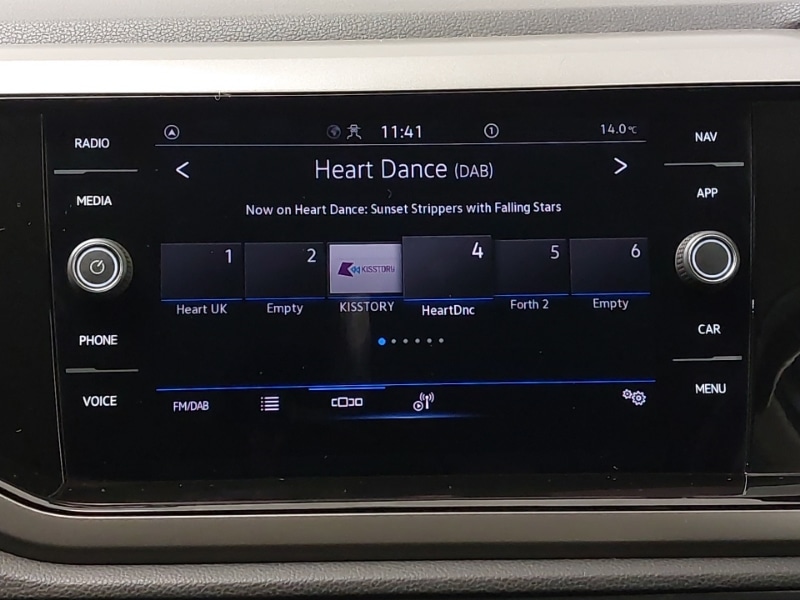 RADIO
MEDIA
PHONE
VOICE
11:41
1
14.0°C
Heart Dance (DAB)
Now on Heart Dance: Sunset Strippers with Falling Stars
1 2 KISSTORY 4 5 6
Heart UK Empty KISSTORY HeartDnc Forth 2 Empty
FM/DAB
NAV
APP
CAR
MENU